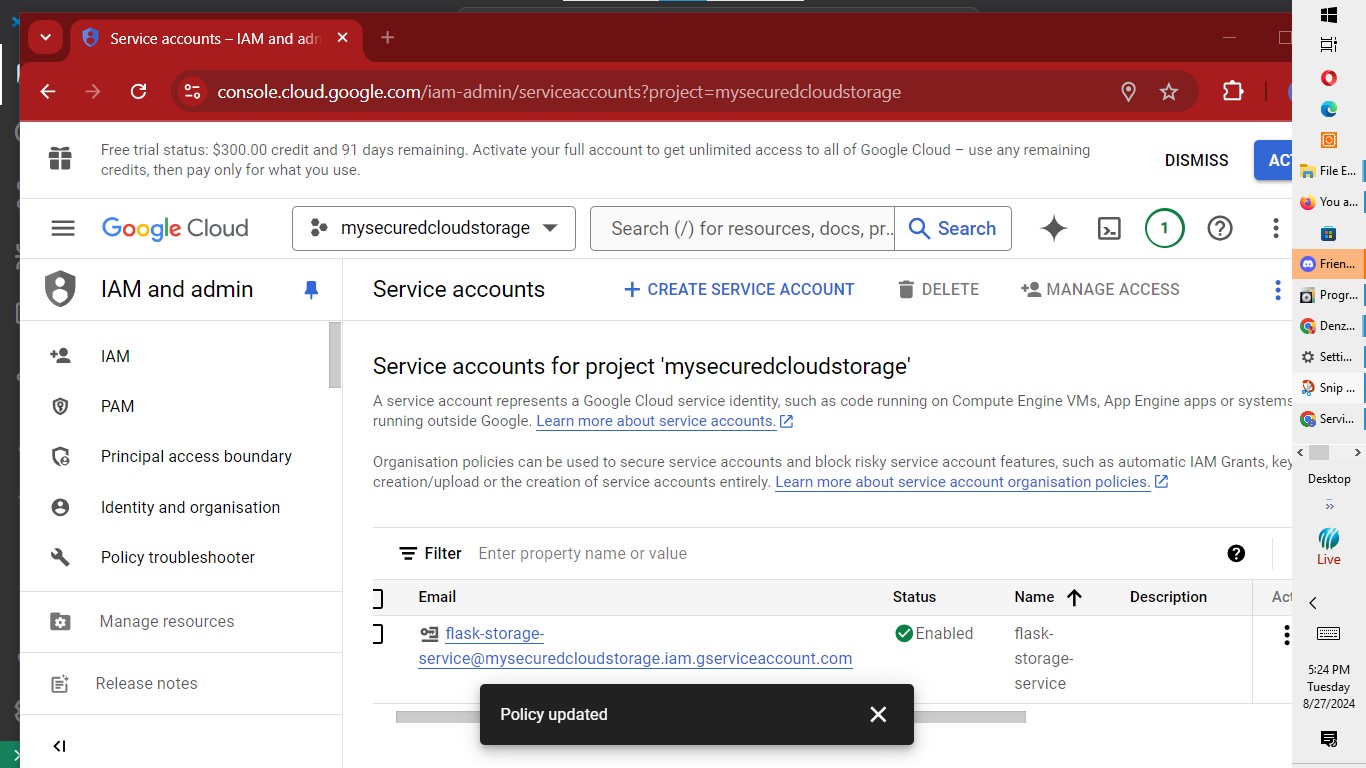 Service accounts – IAM and adn
console.cloud.google.com/iam-admin/serviceaccounts?project=mysecuredcloudstorage
Free trial status: $300.00 credit and 91 days remaining. Activate your full account to get unlimited access to all of Google Cloud – use any remaining
credits, then pay only for what you use.
DISMISS
AC
Google Cloud
mysecuredcloudstorage
Search (/) for resources, docs, pr..
Search
1
IAM and admin
IAM
PAM
Principal access boundary
Identity and organisation
Policy troubleshooter
Manage resources
Release notes
Service accounts
CREATE SERVICE ACCOUNT
DELETE
MANAGE ACCESS
Service accounts for project 'mysecuredcloudstorage'
A service account represents a Google Cloud service identity, such as code running on Compute Engine VMs, App Engine apps or systems
running outside Google. Learn more about service accounts.
Organisation policies can be used to secure service accounts and block risky service account features, such as automatic IAM Grants, key
creation/upload or the creation of service accounts entirely. Learn more about service account organisation policies.
Filter Enter property name or value
Email Status Name Description Act
flask-storage-
service@mysecuredcloudstorage.iam.gserviceaccount.com
Enabled
flask-
storage-
service
Policy updated
File E...
You a...
Frien...
Progr...
Denz...
Setti...
Snip ...
Servi...
Desktop
Live
5:24 PM
Tuesday
8/27/2024